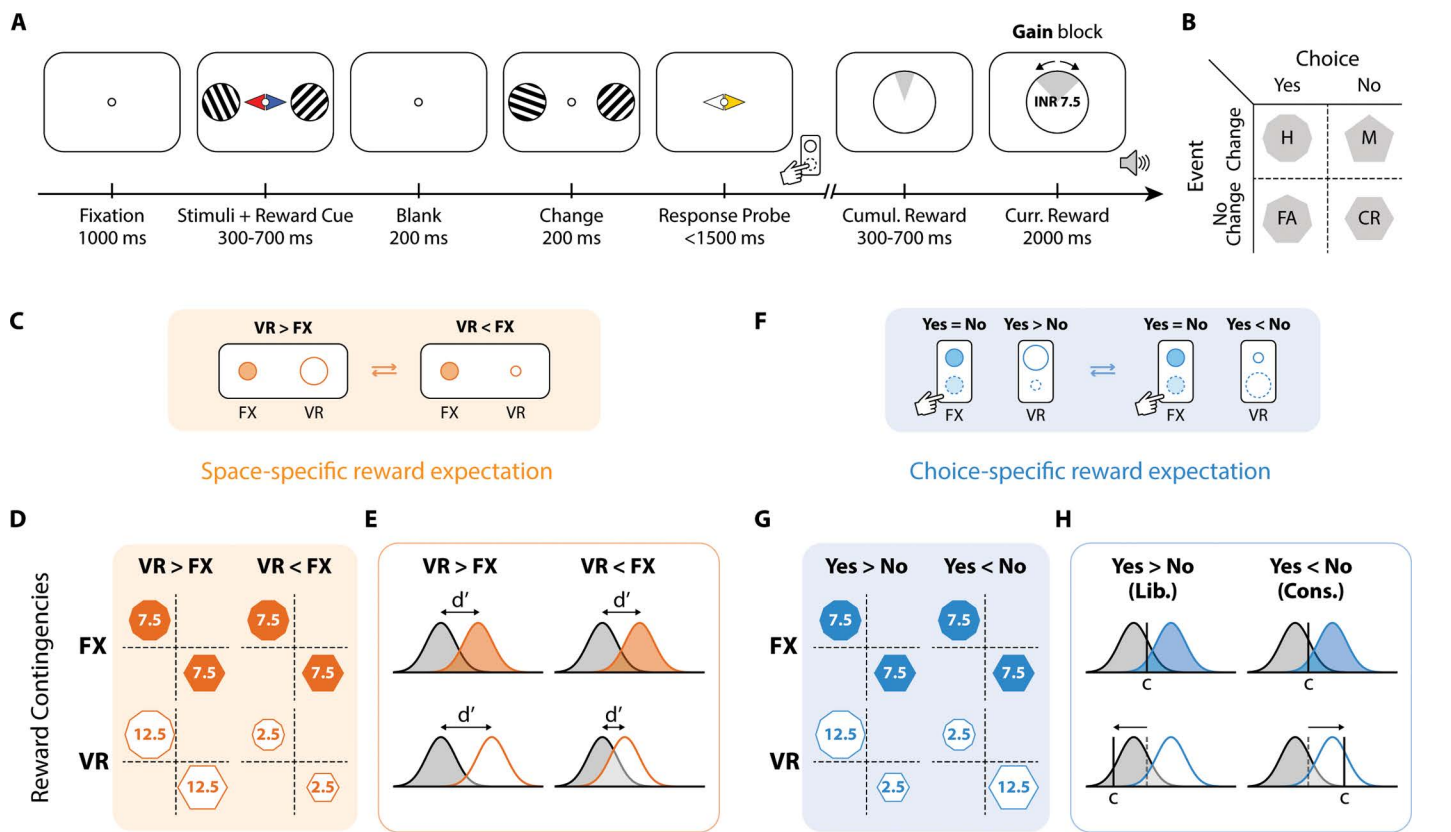 A
Gain block
INR 7.5
Fixation
1000 ms
Stimuli + Reward Cue
300-700 ms
Blank
200 ms
Change
200 ms
Response Probe
<1500 ms
Cumul. Reward
300-700 ms
Curr. Reward
2000 ms
B
Choice
Yes No
Event
Change
H M
No
Change
FA CR
C
VR > FX VR < FX
FX VR FX VR
Space-specific reward expectation
F
Yes = No Yes > No Yes = No Yes < No
FX VR FX VR
Choice-specific reward expectation
Reward Contingencies
D
VR > FX VR < FX
FX
7.5 7.5
7.5 7.5
VR
12.5 2.5
12.5 2.5
E
VR > FX VR < FX
d′ d′
d′ d′
G
Yes > No Yes < No
FX
7.5 7.5
7.5 7.5
VR
12.5 2.5
2.5 12.5
H
Yes > No Yes < No
(Lib.) (Cons.)
C C
C C